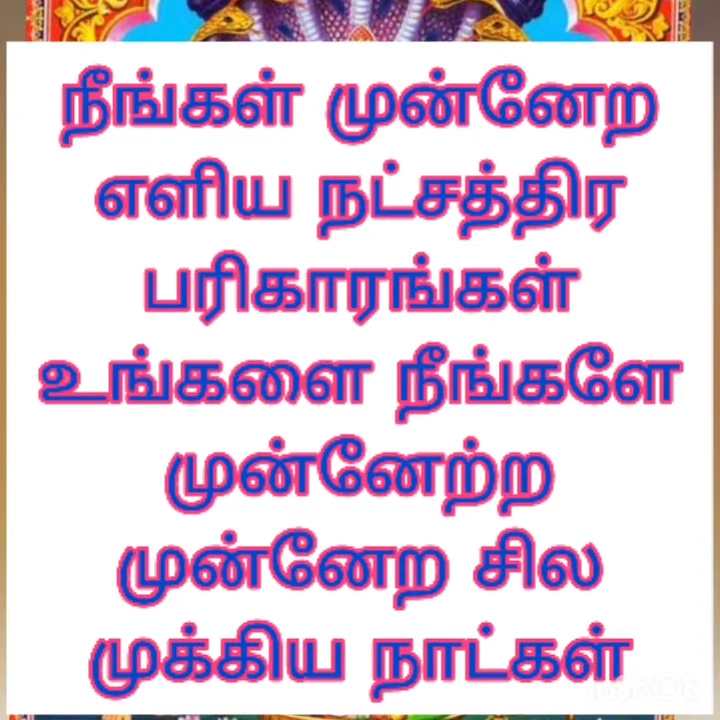 நீங்கள் முன்னேற
எளிய நட்சத்திர
பரிகாரங்கள்
உங்களை நீங்களே
முன்னேற்ற
முன்னேற சில
முக்கிய நாட்கள்